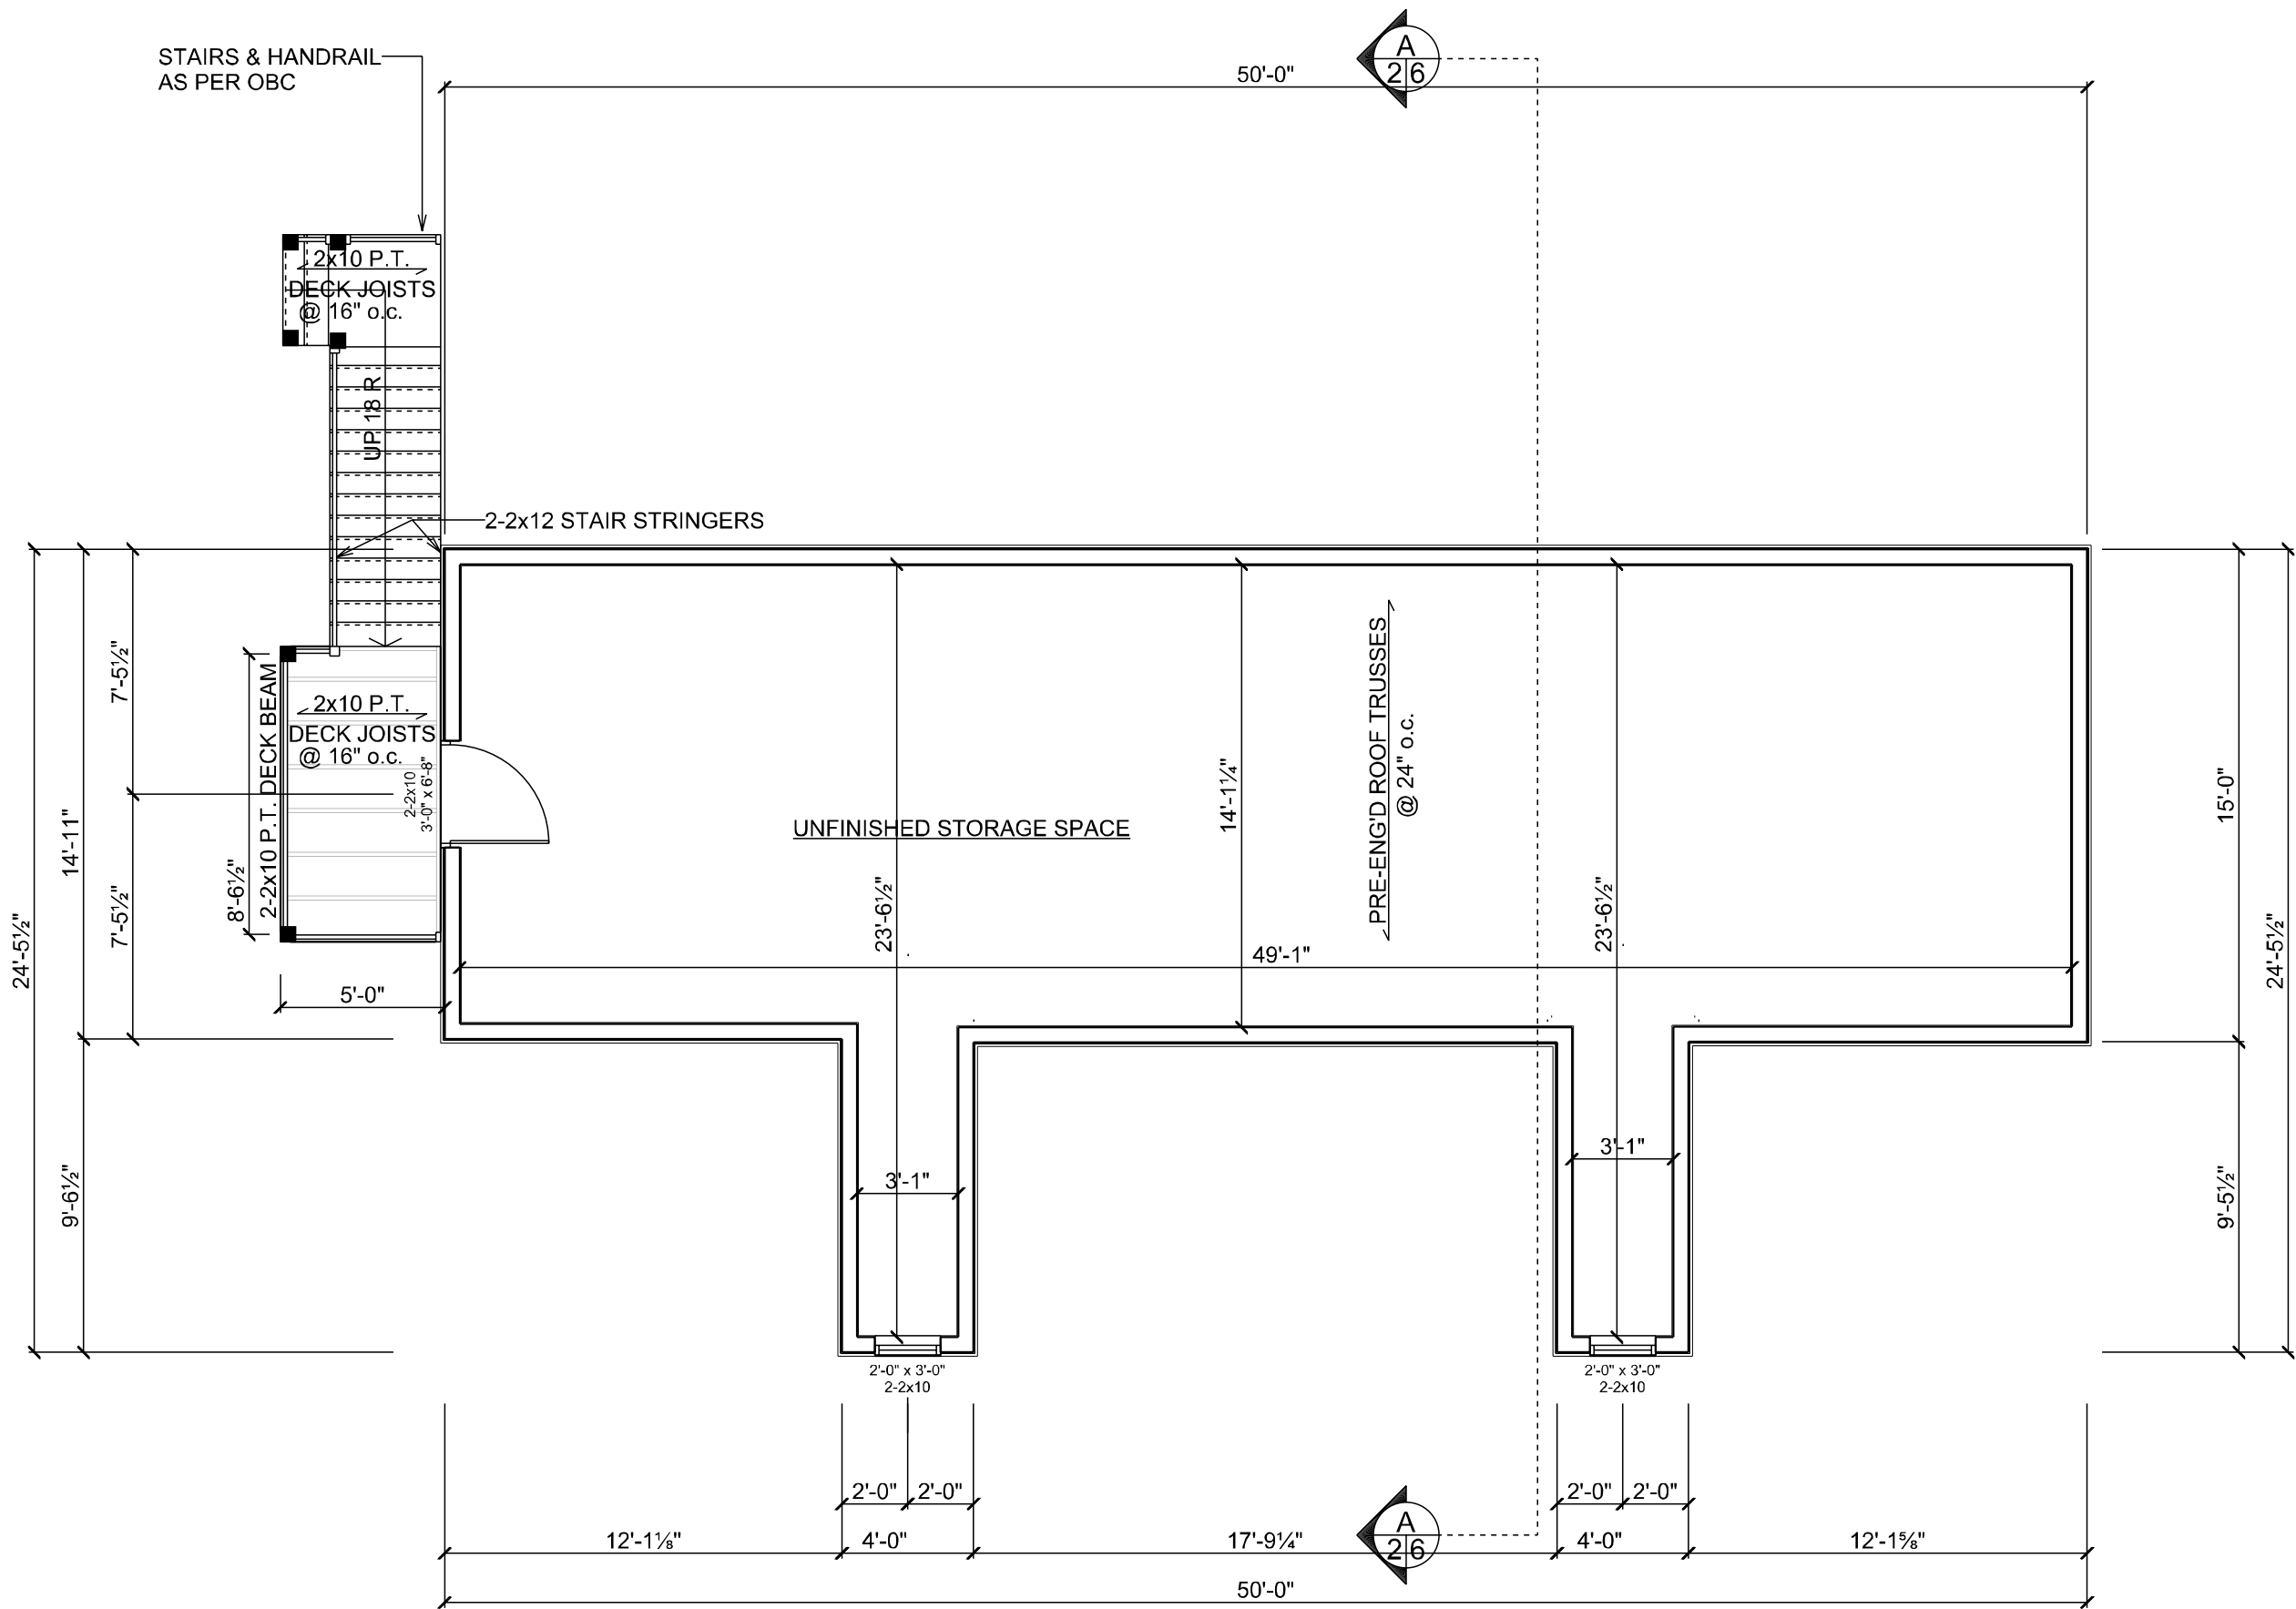 STAIRS & HANDRAIL
AS PER OBC
A
2 6
50'-0"
2x10 P.T.
DECK JOISTS
@ 16" o.c.
UP 18 R
2-2x12 STAIR STRINGERS
2x10 P.T.
DECK JOISTS
@ 16" o.c.
2-2x10 P.T. DECK BEAM
2-2x10
3'-0" x 6'-8"
8'-6½"
7'-5½"
7'-5½"
14'-11"
9'-6½"
24'-5½"
5'-0"
UNFINISHED STORAGE SPACE
23'-6½"
14'-1¼"
PRE-ENG'D ROOF TRUSSES
@ 24" o.c.
23'-6½"
49'-1"
15'-0"
9'-5½"
24'-5½"
3'-1"
3'-1"
2'-0" x 3'-0"
2-2x10
2'-0" x 3'-0"
2-2x10
2'-0"
2'-0"
2'-0"
2'-0"
12'-1⅛"
4'-0"
17'-9¼"
4'-0"
12'-1⅝"
A
2 6
50'-0"